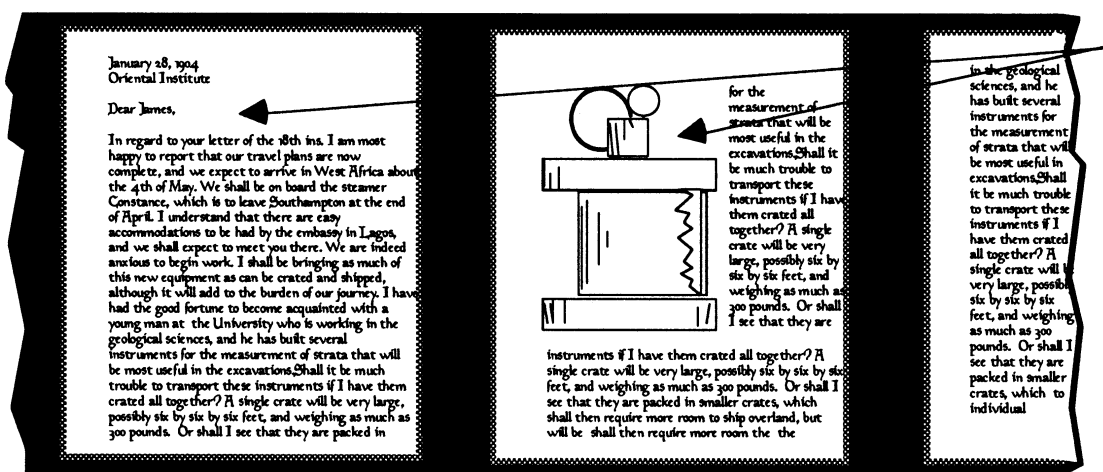 January 28, 1904
Oriental Institute
Dear James,
In regard to your letter of the 18th ins. I am most
happy to report that our travel plans are now
complete, and we expect to arrive in West Africa about
the 4th of May. We shall be on board the steamer
Constance, which is to leave Southampton at the end
of April. I understand that there are easy
accommodations to be had by the embassy in Lagos,
and we shall expect to meet you there. We are indeed
anxious to begin work. I shall be bringing as much of
this new equipment as can be crated and shipped,
although it will add to the burden of our journey. I have
had the good fortune to become acquainted with a
young man at the University who is working in the
geological sciences, and he has built several
instruments for the measurement of strata that will
be most useful in the excavations.Shall it be much
trouble to transport these instruments if I have them
crated all together? A single crate will be very large,
possibly six by six by six feet, and weighing as much as
300 pounds. Or shall I see that they are packed in
for the
measurement of
strata that will be
most useful in the
excavations.Shall it
be much trouble to
transport these
instruments if I have
them crated all
together? A single
crate will be very
large, possibly six by
six by six feet, and
weighing as much as
300 pounds. Or shall
I see that they are
instruments if I have them crated all together? A
single crate will be very large, possibly six by six by six
feet, and weighing as much as 300 pounds. Or shall I
see that they are packed in smaller crates, which
shall then require more room to ship overland, but
will be shall then require more room the the
in the geological
sciences, and he
has built several
instruments for
the measurement
of strata that will
be most useful in
excavations.Shall
it be much trouble
to transport these
instruments if I
have them crated
all together? A
single crate will be
very large, possibly
six by six by six
feet, and weighing
as much as 300
pounds. Or shall I
see that they are
packed in smaller
crates, which to
individual